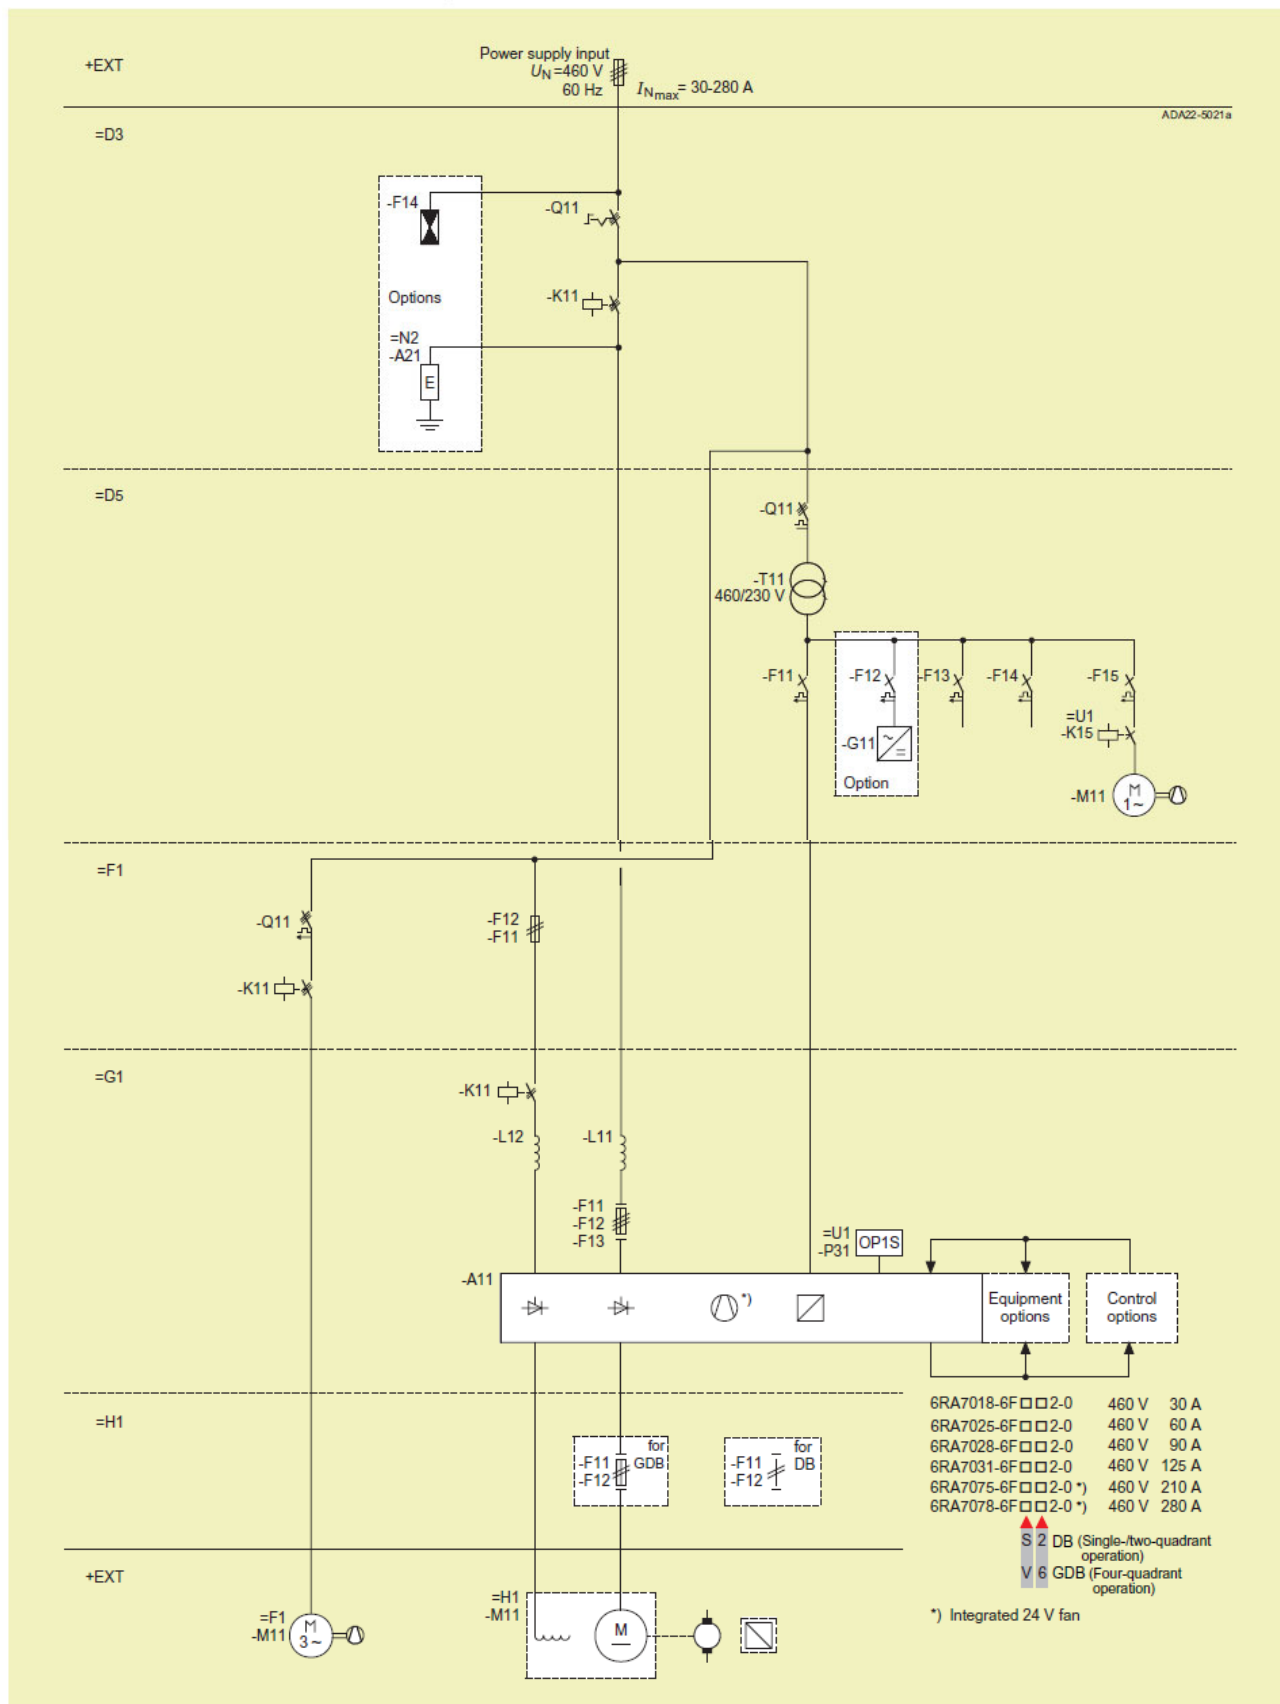 +EXT
Power supply input
UN=460 V
60 Hz
INmax= 30-280 A
ADA22-5021a
=D3
-F14
-Q11
Options
-K11
=N2
-A21
E
=D5
-Q11
-T11
460/230 V
-F11
-F12
-F13
-F14
-F15
=U1
-K15
-G11
~
=
Option
-M11
M
1~
=F1
-Q11
-F12
-F11
-K11
=G1
-K11
-L12
-L11
-F11
-F12
-F13
=U1
-P31
OP1S
-A11
*)
Equipment
options
Control
options
=H1
for
GDB
-F11
-F12
for
DB
-F11
-F12
6RA7018-6F□□2-0 460 V 30 A
6RA7025-6F□□2-0 460 V 60 A
6RA7028-6F□□2-0 460 V 90 A
6RA7031-6F□□2-0 460 V 125 A
6RA7075-6F□□2-0 *) 460 V 210 A
6RA7078-6F□□2-0 *) 460 V 280 A
S 2 DB (Single-/two-quadrant
operation)
V 6 GDB (Four-quadrant
operation)
*) Integrated 24 V fan
+EXT
=F1
-M11
M
3~
=H1
-M11
M